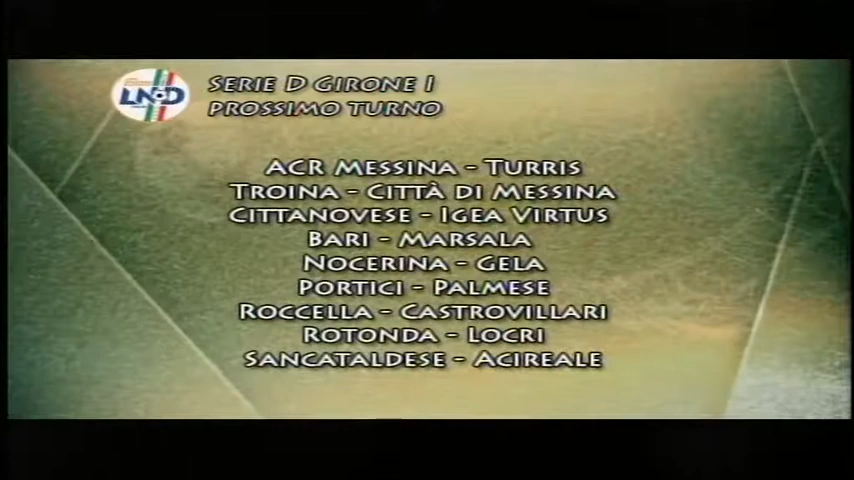 LND
SERIE D GIRONE I
PROSSIMO TURNO
ACR MESSINA - TURRIS
TROINA - CITTÀ DI MESSINA
CITTANOVESE - IGEA VIRTUS
BARI - MARSALA
NOCERINA - GELA
PORTICI - PALMESE
ROCCELLA - CASTROVILLARI
ROTONDA - LOCRI
SANCATALDESE - ACIREALE